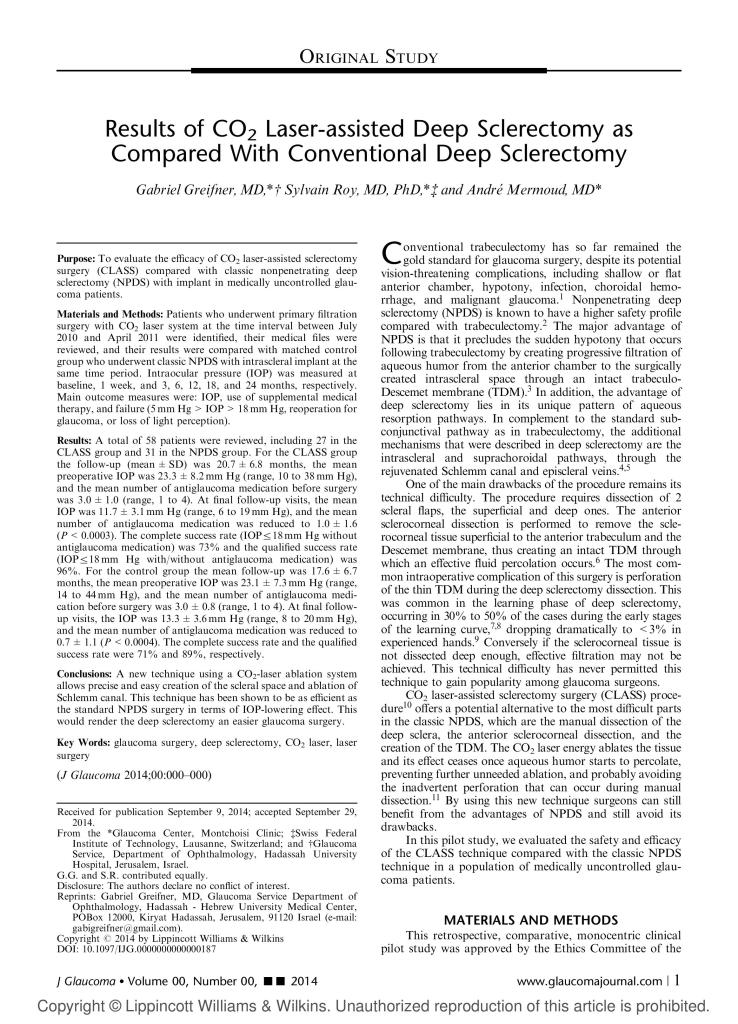 ORIGINAL STUDY
Results of CO2 Laser-assisted Deep Sclerectomy as
Compared With Conventional Deep Sclerectomy
Gabriel Greifner, MD,*† Sylvain Roy, MD, PhD,*‡ and André Mermoud, MD*
Purpose: To evaluate the efficacy of CO2 laser-assisted sclerectomy
surgery (CLASS) compared with classic nonpenetrating deep
sclerectomy (NPDS) with implant in medically uncontrolled glau-
coma patients.
Materials and Methods: Patients who underwent primary filtration
surgery with CO2 laser system at the time interval between July
2010 and April 2011 were identified, their medical files were
reviewed, and their results were compared with matched control
group who underwent classic NPDS with intrascleral implant at the
same time period. Intraocular pressure (IOP) was measured at
baseline, 1 week, and 3, 6, 12, 18, and 24 months, respectively.
Main outcome measures were: IOP, use of supplemental medical
therapy, and failure (5 mm Hg > IOP > 18 mm Hg, reoperation for
glaucoma, or loss of light perception).
Results: A total of 58 patients were reviewed, including 27 in the
CLASS group and 31 in the NPDS group. For the CLASS group
the follow-up (mean ± SD) was 20.7 ± 6.8 months, the mean
preoperative IOP was 23.3 ± 8.2 mm Hg (range, 10 to 38 mm Hg),
and the mean number of antiglaucoma medication before surgery
was 3.0 ± 1.0 (range, 1 to 4). At final follow-up visits, the mean
IOP was 11.7 ± 3.1 mm Hg (range, 6 to 19 mm Hg), and the mean
number of antiglaucoma medication was reduced to 1.0 ± 1.6
(P < 0.0003). The complete success rate (IOP≤18 mm Hg without
antiglaucoma medication) was 73% and the qualified success rate
(IOP≤18 mm Hg with/without antiglaucoma medication) was
96%. For the control group the mean follow-up was 17.6 ± 6.7
months, the mean preoperative IOP was 23.1 ± 7.3 mm Hg (range,
14 to 44 mm Hg), and the mean number of antiglaucoma medi-
cation before surgery was 3.0 ± 0.8 (range, 1 to 4). At final follow-
up visits, the IOP was 13.3 ± 3.6 mm Hg (range, 8 to 20 mm Hg),
and the mean number of antiglaucoma medication was reduced to
0.7 ± 1.1 (P < 0.0004). The complete success rate and the qualified
success rate were 71% and 89%, respectively.
Conclusions: A new technique using a CO2-laser ablation system
allows precise and easy creation of the scleral space and ablation of
Schlemm canal. This technique has been shown to be as efficient as
the standard NPDS surgery in terms of IOP-lowering effect. This
would render the deep sclerectomy an easier glaucoma surgery.
Key Words: glaucoma surgery, deep sclerectomy, CO2 laser, laser
surgery
(J Glaucoma 2014;00:000–000)
Received for publication September 9, 2014; accepted September 29,
2014.
From the *Glaucoma Center, Montchoisi Clinic; ‡Swiss Federal
Institute of Technology, Lausanne, Switzerland; and †Glaucoma
Service, Department of Ophthalmology, Hadassah University
Hospital, Jerusalem, Israel.
G.G. and S.R. contributed equally.
Disclosure: The authors declare no conflict of interest.
Reprints: Gabriel Greifner, MD, Glaucoma Service Department of
Ophthalmology, Hadassah - Hebrew University Medical Center,
POBox 12000, Kiryat Hadassah, Jerusalem, 91120 Israel (e-mail:
gabigreifner@gmail.com).
Copyright © 2014 by Lippincott Williams & Wilkins
DOI: 10.1097/IJG.0000000000000187
Conventional trabeculectomy has so far remained the
gold standard for glaucoma surgery, despite its potential
vision-threatening complications, including shallow or flat
anterior chamber, hypotony, infection, choroidal hemo-
rrhage, and malignant glaucoma.1 Nonpenetrating deep
sclerectomy (NPDS) is known to have a higher safety profile
compared with trabeculectomy.2 The major advantage of
NPDS is that it precludes the sudden hypotony that occurs
following trabeculectomy by creating progressive filtration of
aqueous humor from the anterior chamber to the surgically
created intrascleral space through an intact trabeculo-
Descemet membrane (TDM).3 In addition, the advantage of
deep sclerectomy lies in its unique pattern of aqueous
resorption pathways. In complement to the standard sub-
conjunctival pathway as in trabeculectomy, the additional
mechanisms that were described in deep sclerectomy are the
intrascleral and suprachoroidal pathways, through the
rejuvenated Schlemm canal and episcleral veins.4,5
One of the main drawbacks of the procedure remains its
technical difficulty. The procedure requires dissection of 2
scleral flaps, the superficial and deep ones. The anterior
sclerocorneal dissection is performed to remove the scle-
rocorneal tissue superficial to the anterior trabeculum and the
Descemet membrane, thus creating an intact TDM through
which an effective fluid percolation occurs.6 The most com-
mon intraoperative complication of this surgery is perforation
of the thin TDM during the deep sclerectomy dissection. This
was common in the learning phase of deep sclerectomy,
occurring in 30% to 50% of the cases during the early stages
of the learning curve,7,8 dropping dramatically to <3% in
experienced hands.9 Conversely if the sclerocorneal tissue is
not dissected deep enough, effective filtration may not be
achieved. This technical difficulty has never permitted this
technique to gain popularity among glaucoma surgeons.
CO2 laser-assisted sclerectomy surgery (CLASS) proce-
dure10 offers a potential alternative to the most difficult parts
in the classic NPDS, which are the manual dissection of the
deep sclera, the anterior sclerocorneal dissection, and the
creation of the TDM. The CO2 laser energy ablates the tissue
and its effect ceases once aqueous humor starts to percolate,
preventing further unneeded ablation, and probably avoiding
the inadvertent perforation that can occur during manual
dissection.11 By using this new technique surgeons can still
benefit from the advantages of NPDS and still avoid its
drawbacks.
In this pilot study, we evaluated the safety and efficacy
of the CLASS technique compared with the classic NPDS
technique in a population of medically uncontrolled glau-
coma patients.
MATERIALS AND METHODS
This retrospective, comparative, monocentric clinical
pilot study was approved by the Ethics Committee of the
J Glaucoma • Volume 00, Number 00, ■■ 2014
www.glaucomajournal.com | 1
Copyright © Lippincott Williams & Wilkins. Unauthorized reproduction of this article is prohibited.